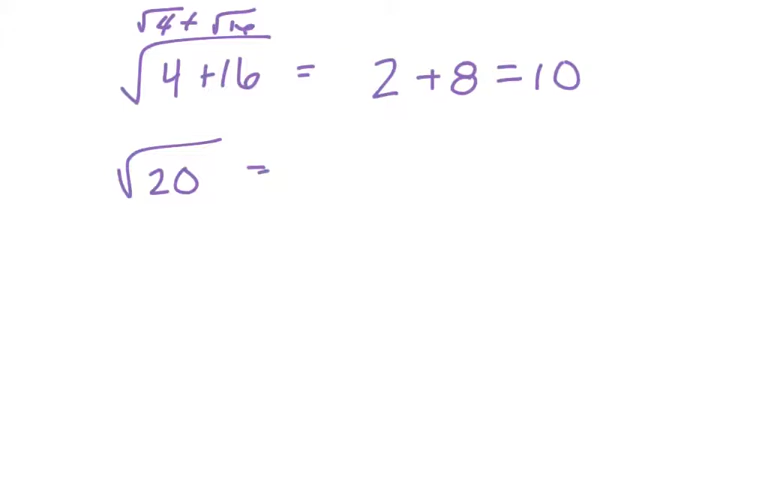 √4 + √16
√(4+16) = 2 + 8 = 10
√20 =